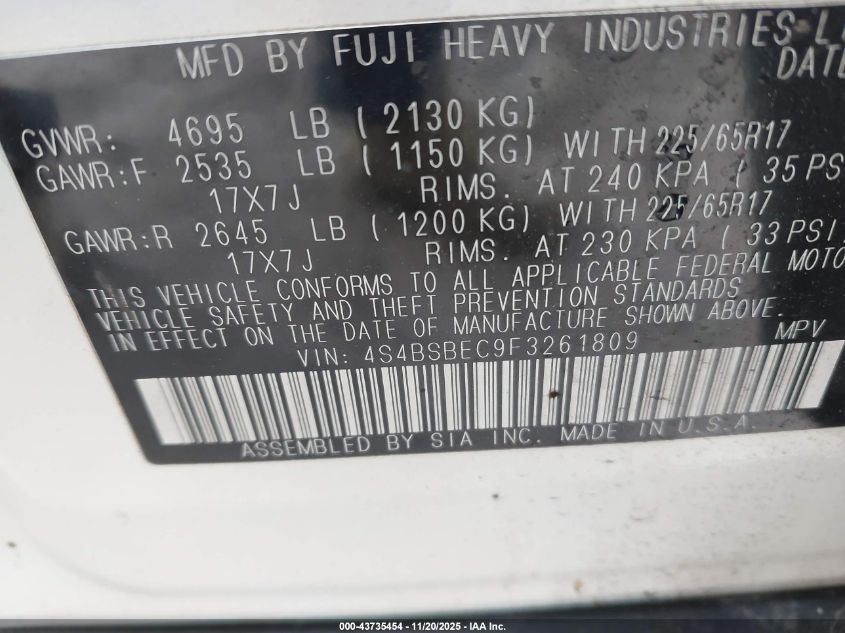 MFD BY FUJI HEAVY INDUSTRIES L
DATE
GVWR: 4695 LB ( 2130 KG)
GAWR:F 2535 LB ( 1150 KG) WITH 225/65R17
17X7J RIMS. AT 240 KPA ( 35 PS
GAWR:R 2645 LB ( 1200 KG) WITH 225/65R17
17X7J RIMS. AT 230 KPA ( 33 PSI.
THIS VEHICLE CONFORMS TO ALL APPLICABLE FEDERAL MOTO
VEHICLE SAFETY AND THEFT PREVENTION STANDARDS
IN EFFECT ON THE DATE OF MANUFACTURE SHOWN ABOVE.
VIN: 4S4BSBEC9F3261809 MPV
ASSEMBLED BY SIA INC. MADE IN U.S.A.
000-43735454 - 11/20/2025 - IAA Inc.